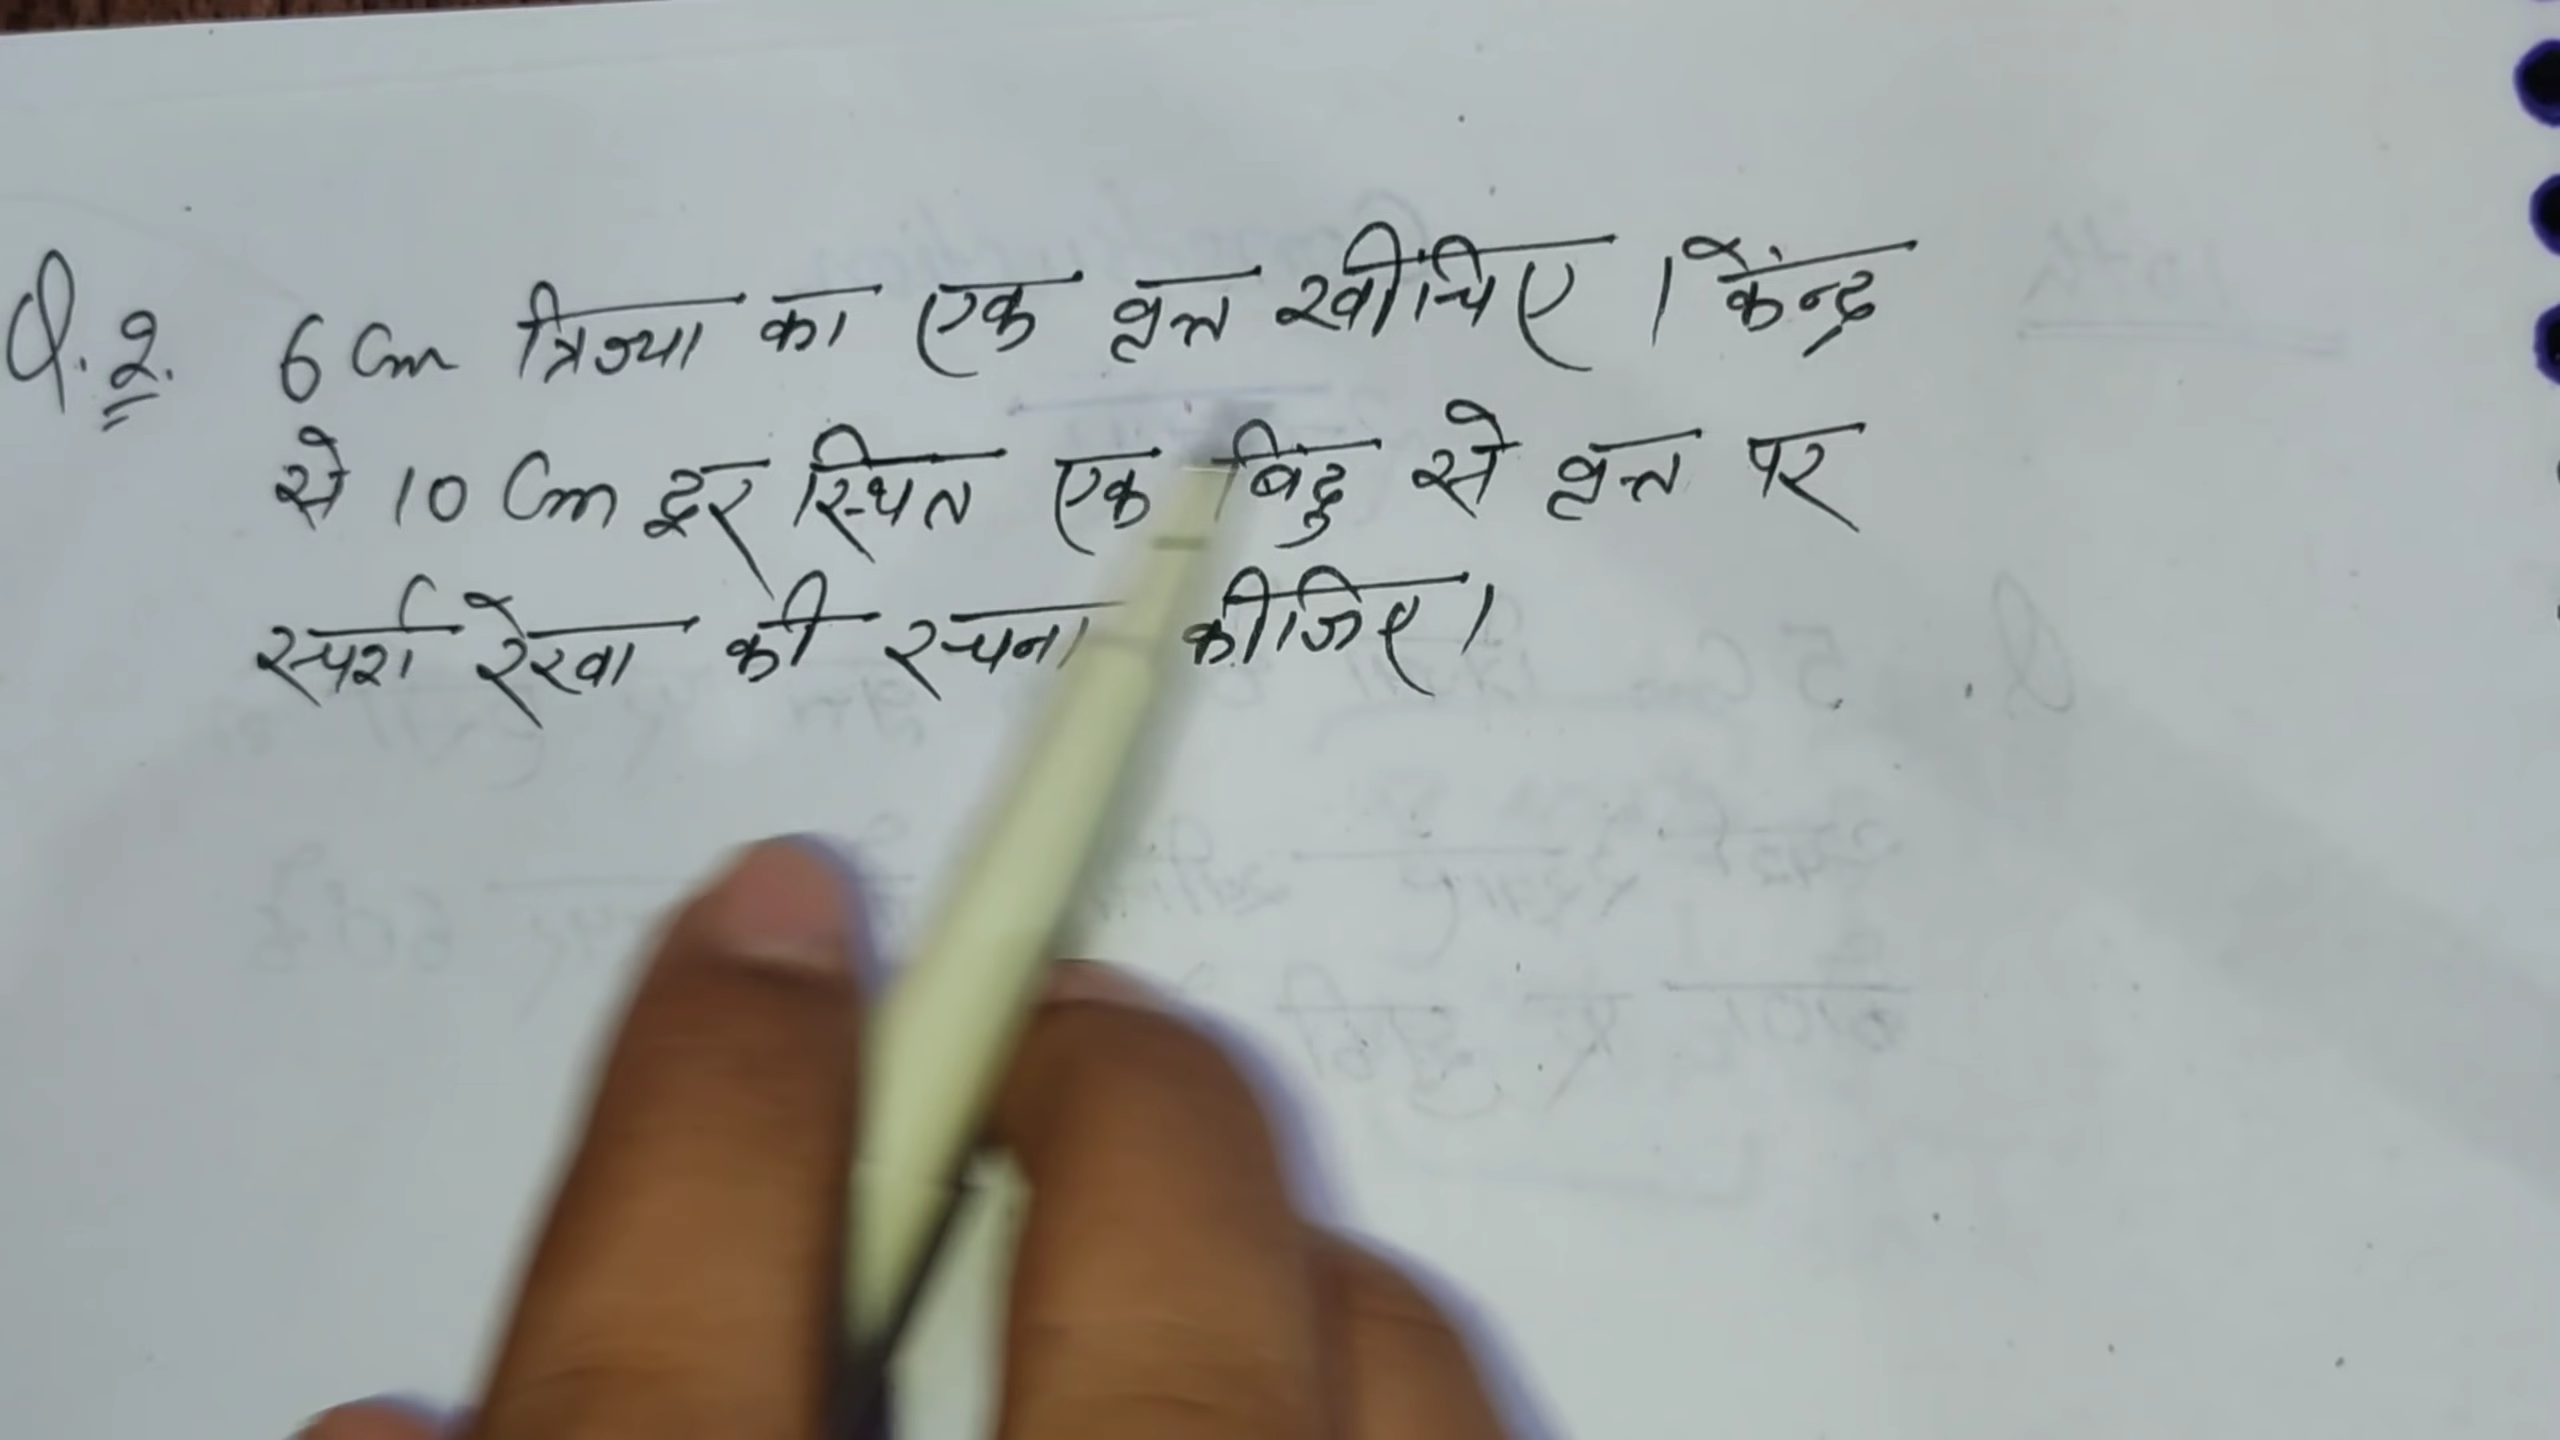 Q.2. 6 Cm त्रिज्या का एक वृत्त खींचिए । केन्द्र
से 10 Cm दूर स्थित एक बिंदु से वृत्त पर
स्पर्श रेखा की रचना कीजिए ।